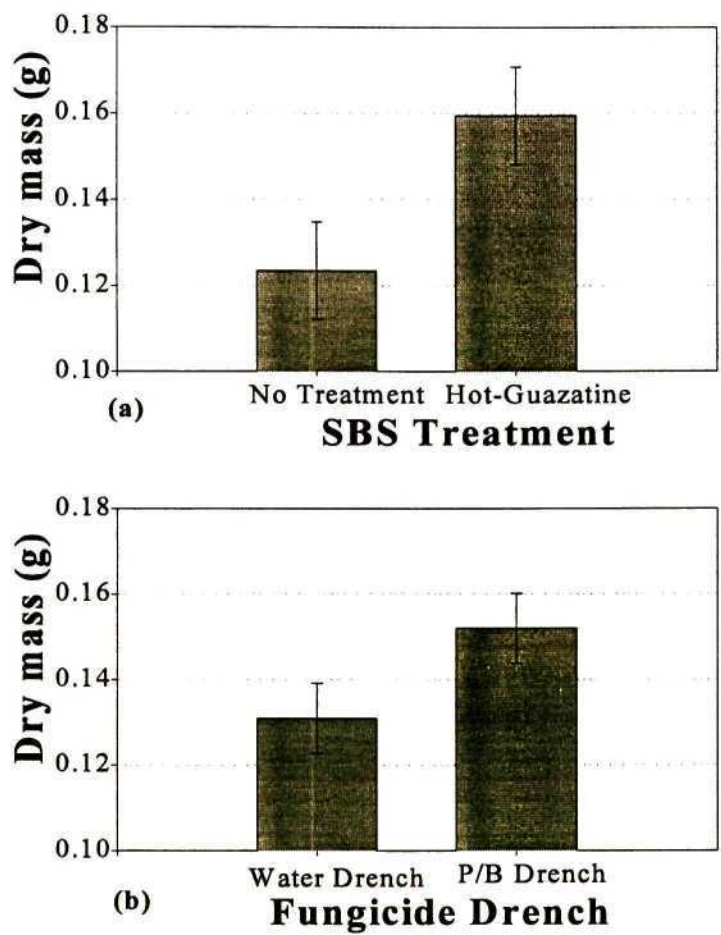 Dry mass (g)
0.18
0.16
0.14
0.12
0.10
No Treatment Hot-Guazatine
(a)
SBS Treatment
Dry mass (g)
0.18
0.16
0.14
0.12
0.10
Water Drench P/B Drench
(b)
Fungicide Drench